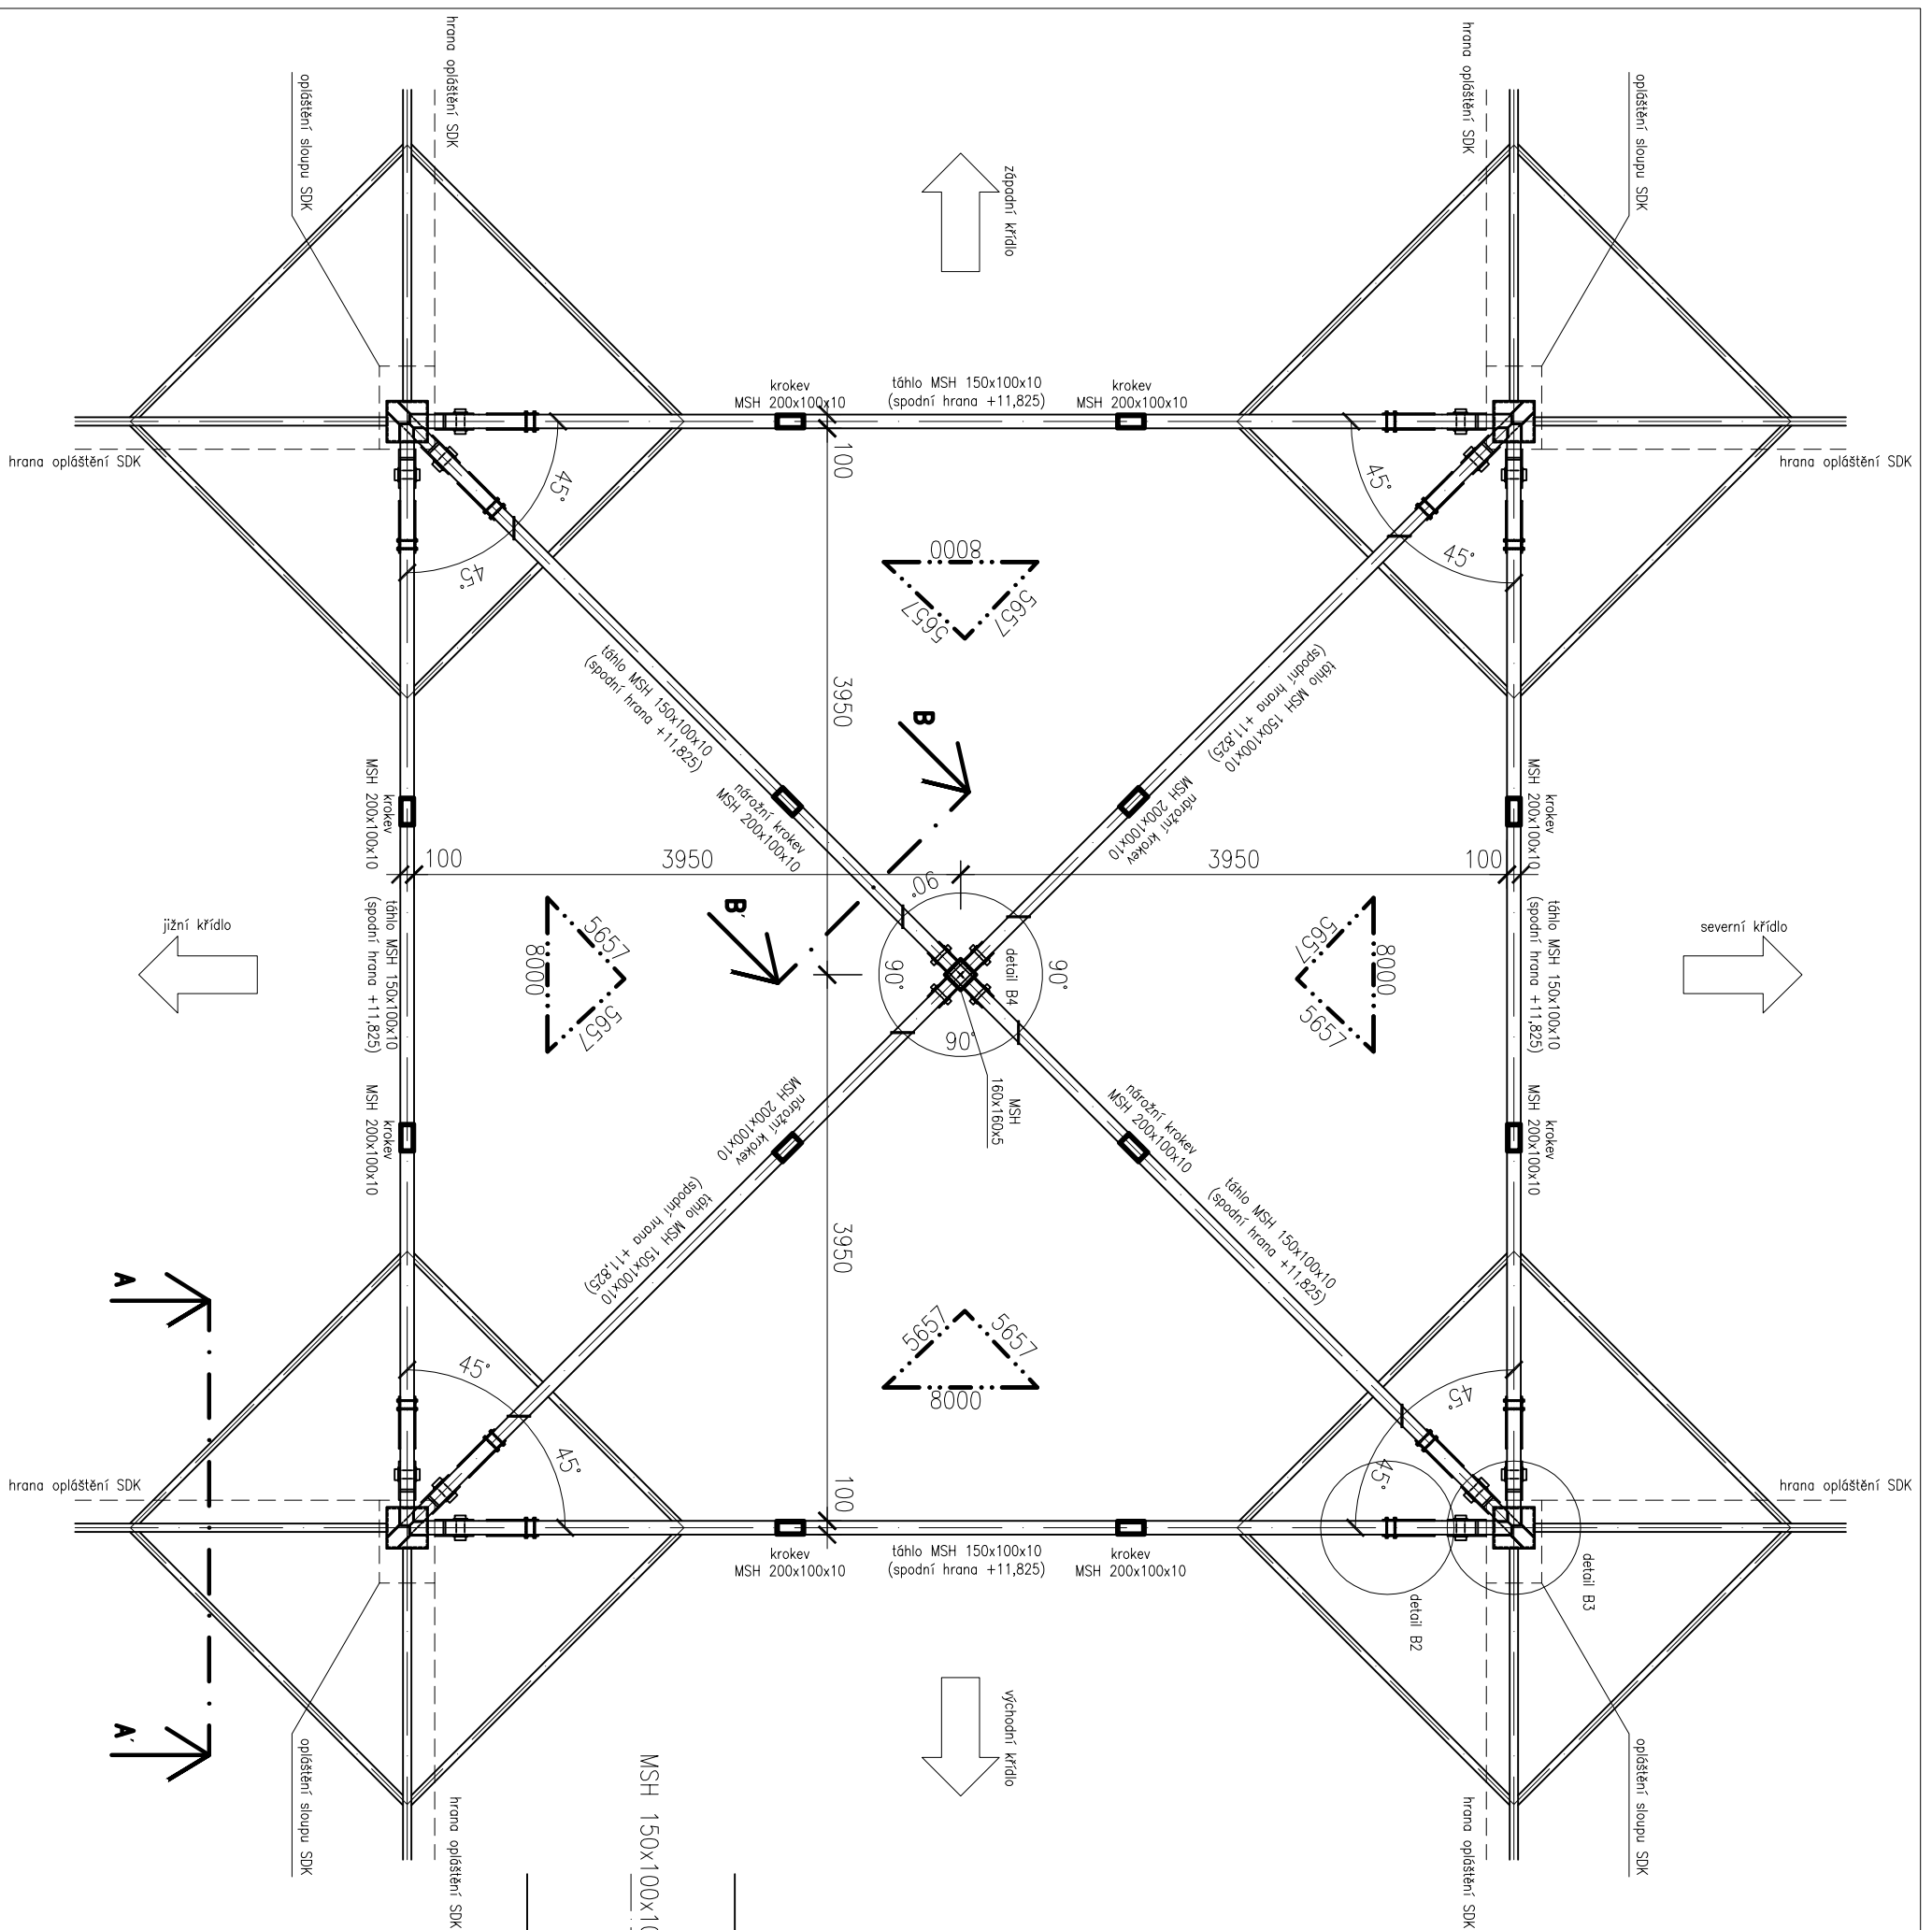 hrana opláštění SDK
opláštění sloupu SDK
hrana opláštění SDK
opláštění sloupu SDK
západní křídlo
krokev
MSH 200x100x10
táhlo MSH 150x100x10
(spodní hrana +11,825)
krokev
MSH 200x100x10
hrana opláštění SDK
hrana opláštění SDK
100
45°
45°
45°
45°
8000
5657
5657
táhlo MSH 150x100x10
(spodní hrana +11,825)
táhlo MSH 150x100x10
(spodní hrana +11,825)
3950
B
nárožní krokev
MSH 200x100x10
nárožní krokev
MSH 200x100x10
krokev
MSH 200x100x10
krokev
MSH 200x100x10
100
3950
3950
100
jižní křídlo
táhlo MSH 150x100x10
(spodní hrana +11,825)
5657
8000
5657
B'
90°
90°
90°
90°
detail B4
5657
8000
5657
táhlo MSH 150x100x10
(spodní hrana +11,825)
severní křídlo
MSH
160x160x5
krokev
MSH 200x100x10
nárožní krokev
MSH 200x100x10
nárožní krokev
MSH 200x100x10
krokev
MSH 200x100x10
táhlo MSH 150x100x10
(spodní hrana +11,825)
3950
táhlo MSH 150x100x10
(spodní hrana +11,825)
A
5657
5657
8000
45°
45°
45°
45°
hrana opláštění SDK
100
hrana opláštění SDK
krokev
MSH 200x100x10
táhlo MSH 150x100x10
(spodní hrana +11,825)
krokev
MSH 200x100x10
detail B3
detail B2
A'
opláštění sloupu SDK
hrana opláštění SDK
MSH 150x100x10
východní křídlo
hrana opláštění SDK
opláštění sloupu SDK